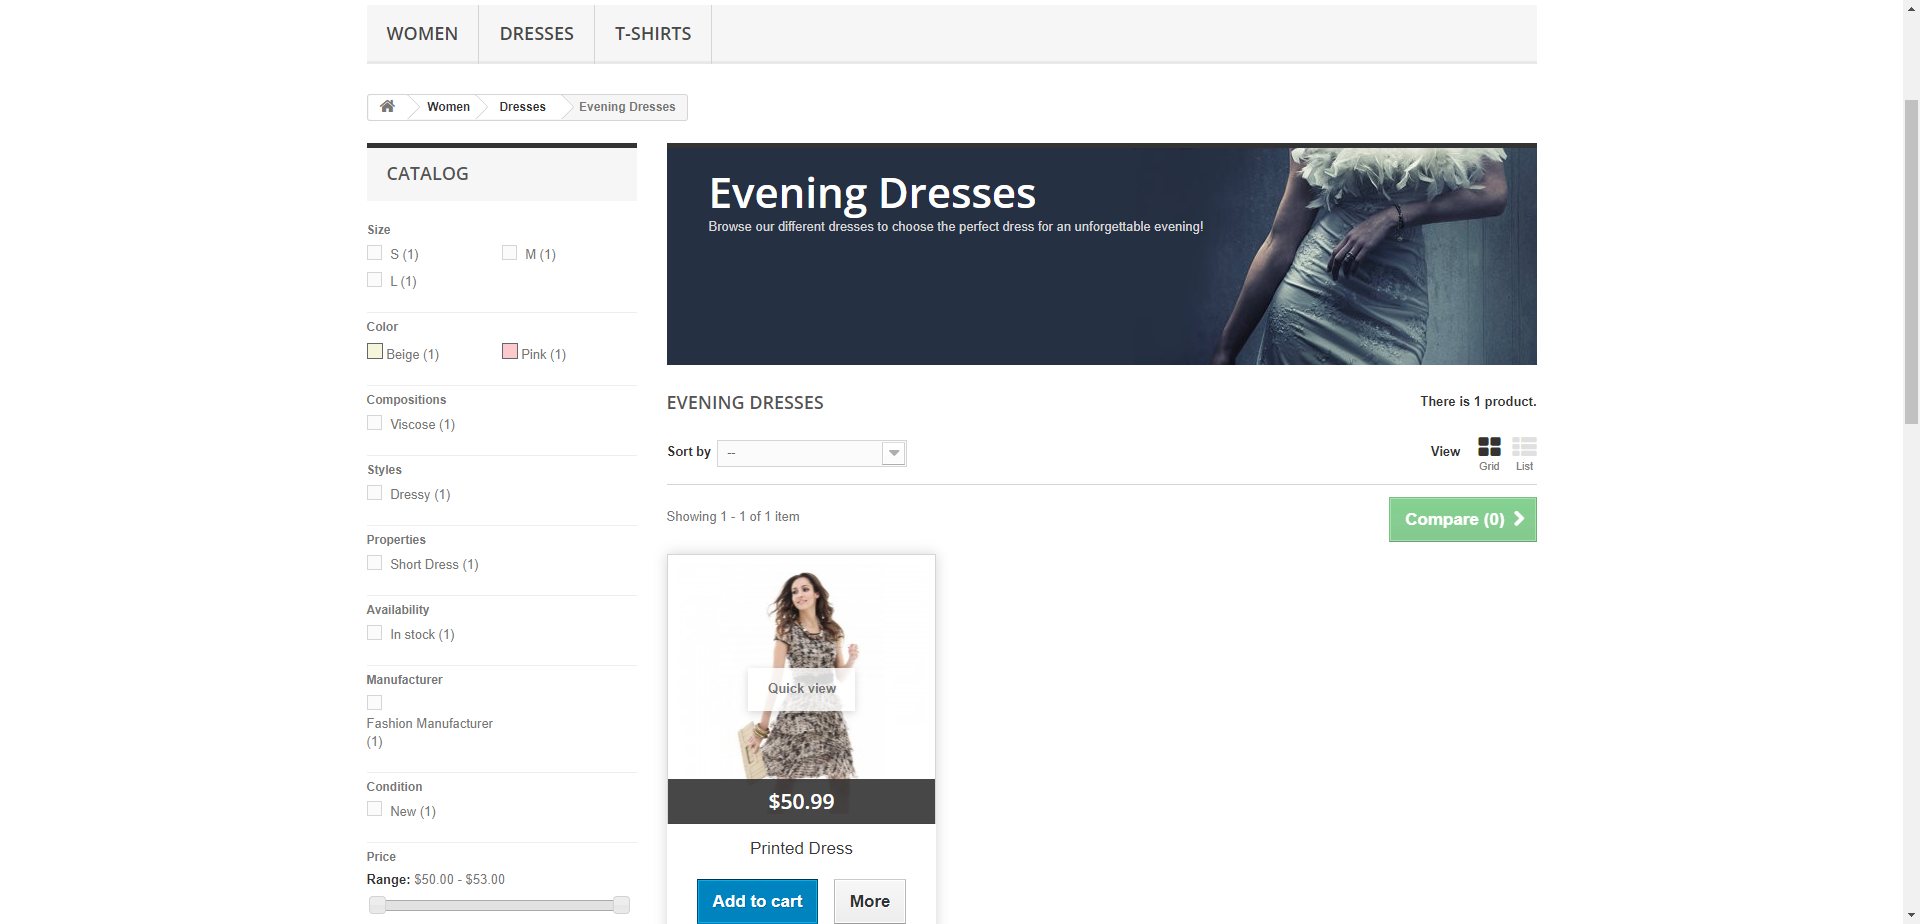 WOMEN DRESSES T-SHIRTS
Women Dresses Evening Dresses
CATALOG
Size
S (1) M (1)
L (1)
Color
Beige (1) Pink (1)
Compositions
Viscose (1)
Styles
Dressy (1)
Properties
Short Dress (1)
Availability
In stock (1)
Manufacturer
Fashion Manufacturer
(1)
Condition
New (1)
Price
Range: $50.00 - $53.00
Evening Dresses
Browse our different dresses to choose the perfect dress for an unforgettable evening!
EVENING DRESSES There is 1 product.
Sort by -- View Grid List
Showing 1 - 1 of 1 item Compare (0)
Quick view
$50.99
Printed Dress
Add to cart More